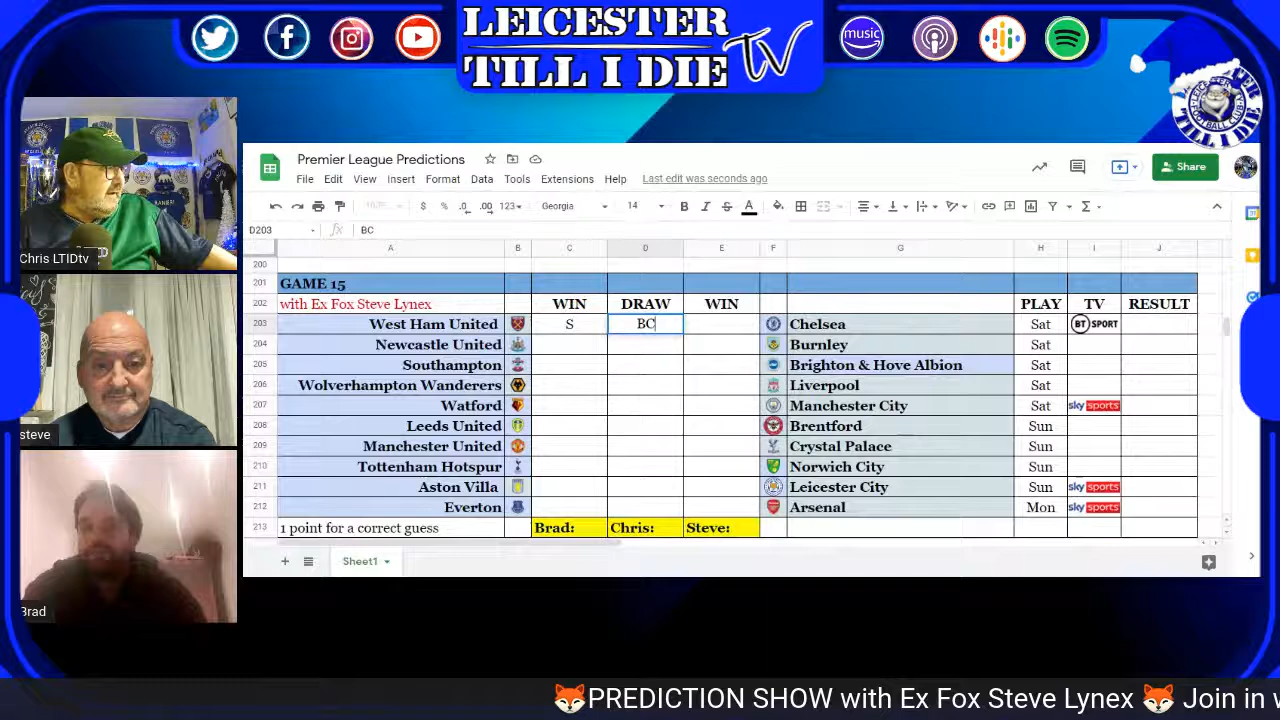 LEICESTER
TILL I DIE TV
music
Chris LTIDtv
steve
Brad
Premier League Predictions
File Edit View Insert Format Tools Extensions Help Last edit was seconds ago
Share
$ % .0 .00 123 Georgia 14 B I S A
D203 fx BC
A B C D E F G H I J
200
201 GAME 15
202 with Ex Fox Steve Lynex WIN DRAW WIN PLAY TV RESULT
203 West Ham United S BC Chelsea Sat BT SPORT
204 Newcastle United Burnley Sat
205 Southampton Brighton & Hove Albion Sat
206 Wolverhampton Wanderers Liverpool Sat
207 Watford Manchester City Sat sky sports
208 Leeds United Brentford Sun
209 Manchester United Crystal Palace Sun
210 Tottenham Hotspur Norwich City Sun
211 Aston Villa Leicester City Sun sky sports
212 Everton Arsenal Mon sky sports
213 1 point for a correct guess Brad: Chris: Steve:
Sheet1
PREDICTION SHOW with Ex Fox Steve Lynex Join in w